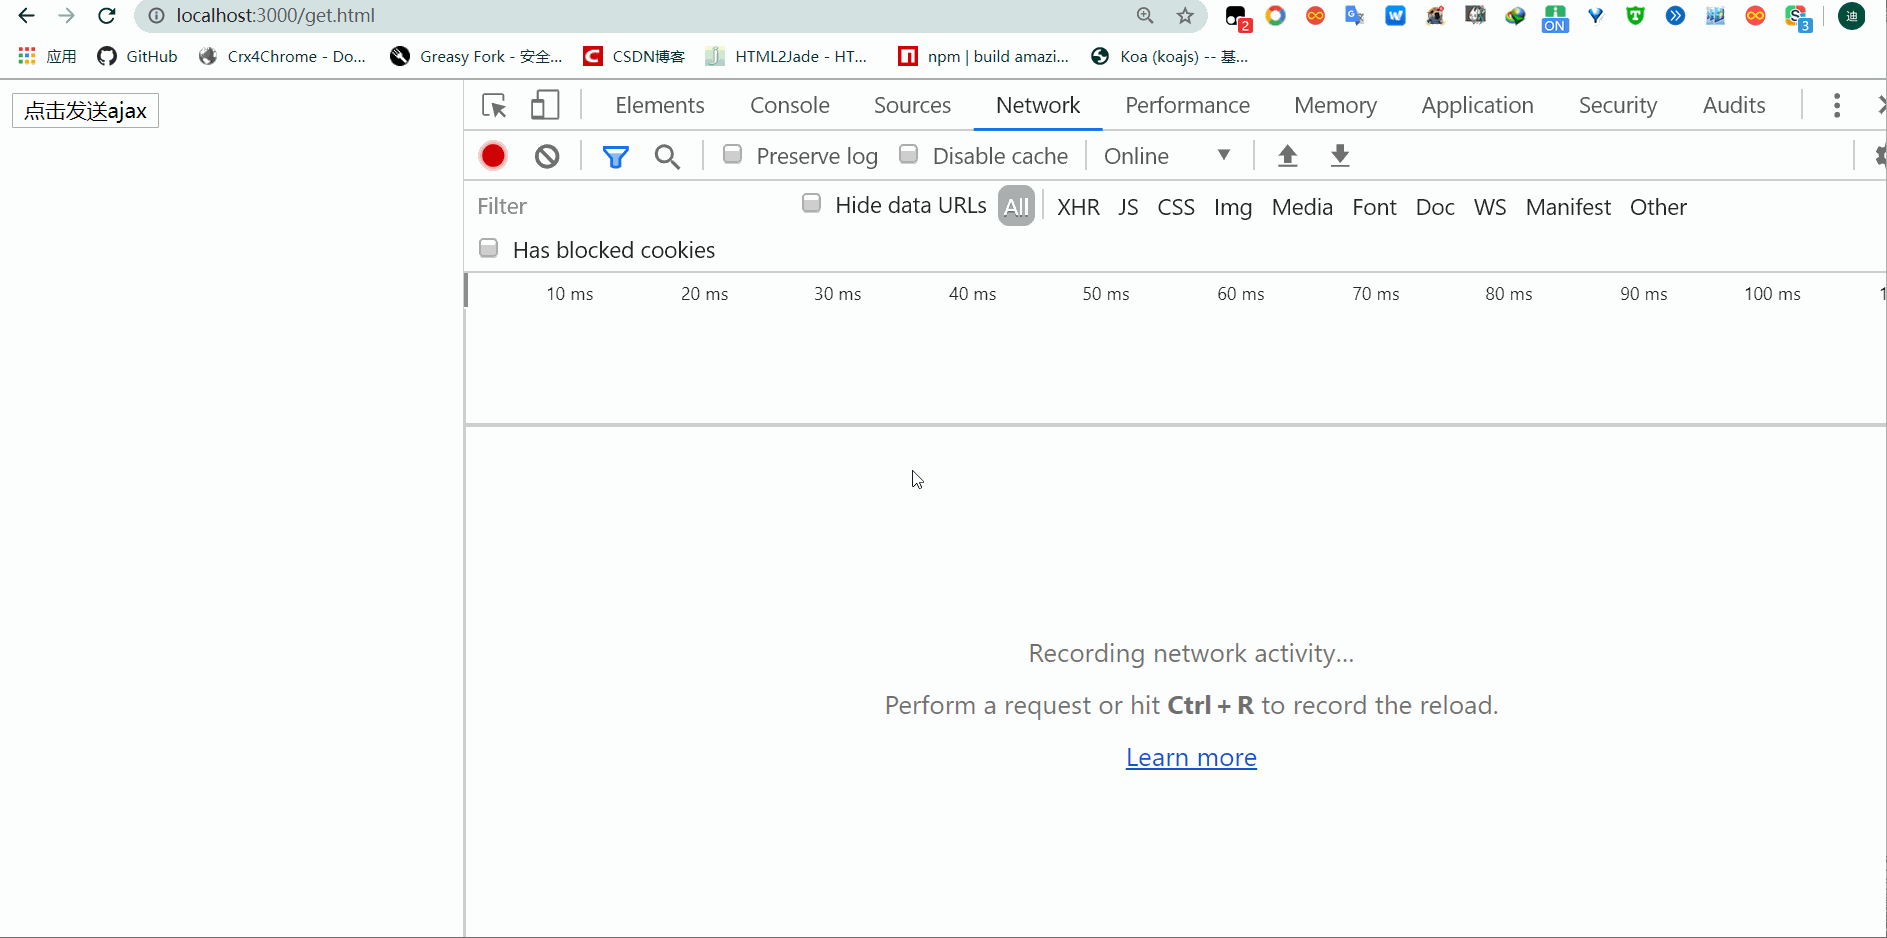 localhost:3000/get.html
2
ON
3
迪
应用 GitHub Crx4Chrome - Do... Greasy Fork - 安全... CSDN博客 HTML2Jade - HT... npm | build amazi... Koa (koajs) -- 基...
点击发送ajax
Elements Console Sources Network Performance Memory Application Security Audits
Preserve log Disable cache Online
Filter Hide data URLs All XHR JS CSS Img Media Font Doc WS Manifest Other
Has blocked cookies
10 ms 20 ms 30 ms 40 ms 50 ms 60 ms 70 ms 80 ms 90 ms 100 ms
Recording network activity...
Perform a request or hit Ctrl + R to record the reload.
Learn more